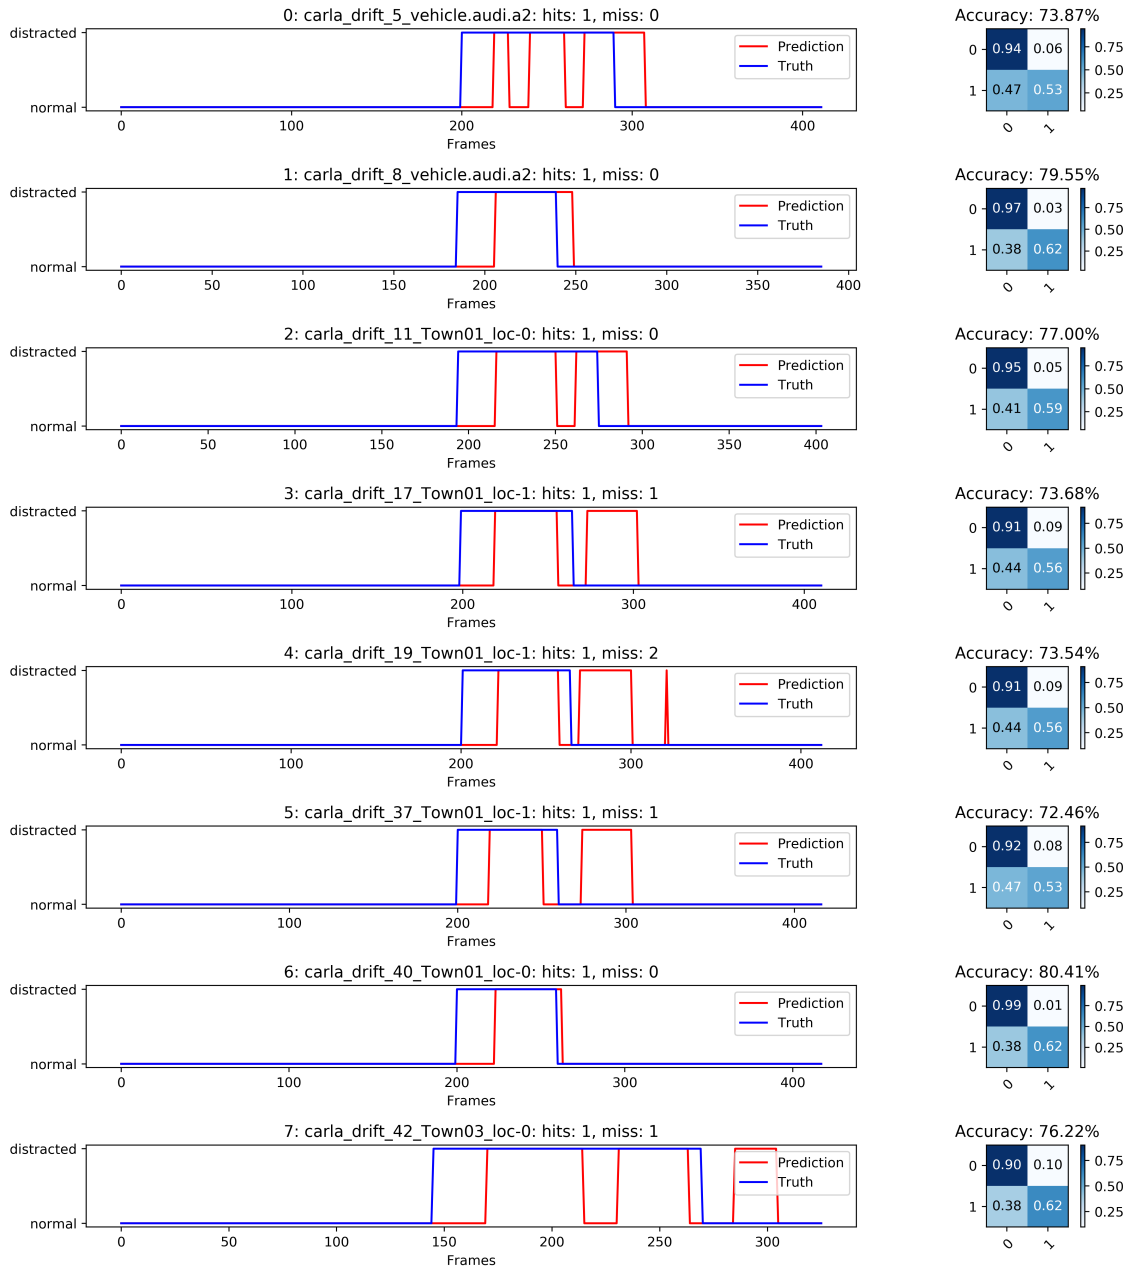 0: carla_drift_5_vehicle.audi.a2: hits: 1, miss: 0
Accuracy: 73.87%
distracted
normal
Prediction
Truth
0 100 200 300 400
Frames
0 0.94 0.06
1 0.47 0.53
0 1
0.75
0.50
0.25
1: carla_drift_8_vehicle.audi.a2: hits: 1, miss: 0
Accuracy: 79.55%
distracted
normal
Prediction
Truth
0 50 100 150 200 250 300 350 400
Frames
0 0.97 0.03
1 0.38 0.62
0 1
0.75
0.50
0.25
2: carla_drift_11_Town01_loc-0: hits: 1, miss: 0
Accuracy: 77.00%
distracted
normal
Prediction
Truth
0 50 100 150 200 250 300 350 400
Frames
0 0.95 0.05
1 0.41 0.59
0 1
0.75
0.50
0.25
3: carla_drift_17_Town01_loc-1: hits: 1, miss: 1
Accuracy: 73.68%
distracted
normal
Prediction
Truth
0 100 200 300 400
Frames
0 0.91 0.09
1 0.44 0.56
0 1
0.75
0.50
0.25
4: carla_drift_19_Town01_loc-1: hits: 1, miss: 2
Accuracy: 73.54%
distracted
normal
Prediction
Truth
0 100 200 300 400
Frames
0 0.91 0.09
1 0.44 0.56
0 1
0.75
0.50
0.25
5: carla_drift_37_Town01_loc-1: hits: 1, miss: 1
Accuracy: 72.46%
distracted
normal
Prediction
Truth
0 100 200 300 400
Frames
0 0.92 0.08
1 0.47 0.53
0 1
0.75
0.50
0.25
6: carla_drift_40_Town01_loc-0: hits: 1, miss: 0
Accuracy: 80.41%
distracted
normal
Prediction
Truth
0 100 200 300 400
Frames
0 0.99 0.01
1 0.38 0.62
0 1
0.75
0.50
0.25
7: carla_drift_42_Town03_loc-0: hits: 1, miss: 1
Accuracy: 76.22%
distracted
normal
Prediction
Truth
0 50 100 150 200 250 300
Frames
0 0.90 0.10
1 0.38 0.62
0 1
0.75
0.50
0.25